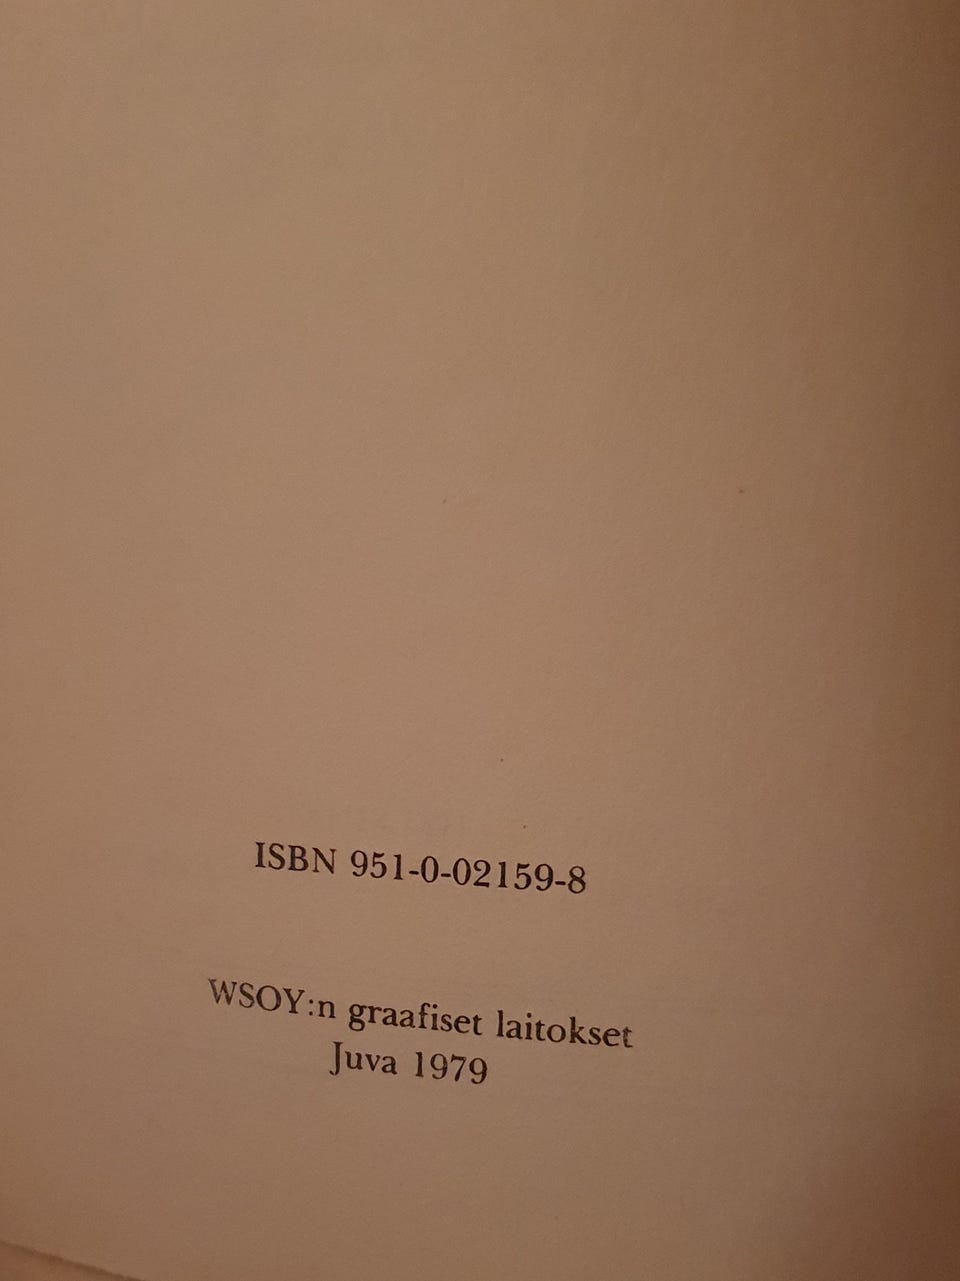 ISBN 951-0-02159-8
WSOY:n graafiset laitokset
Juva 1979